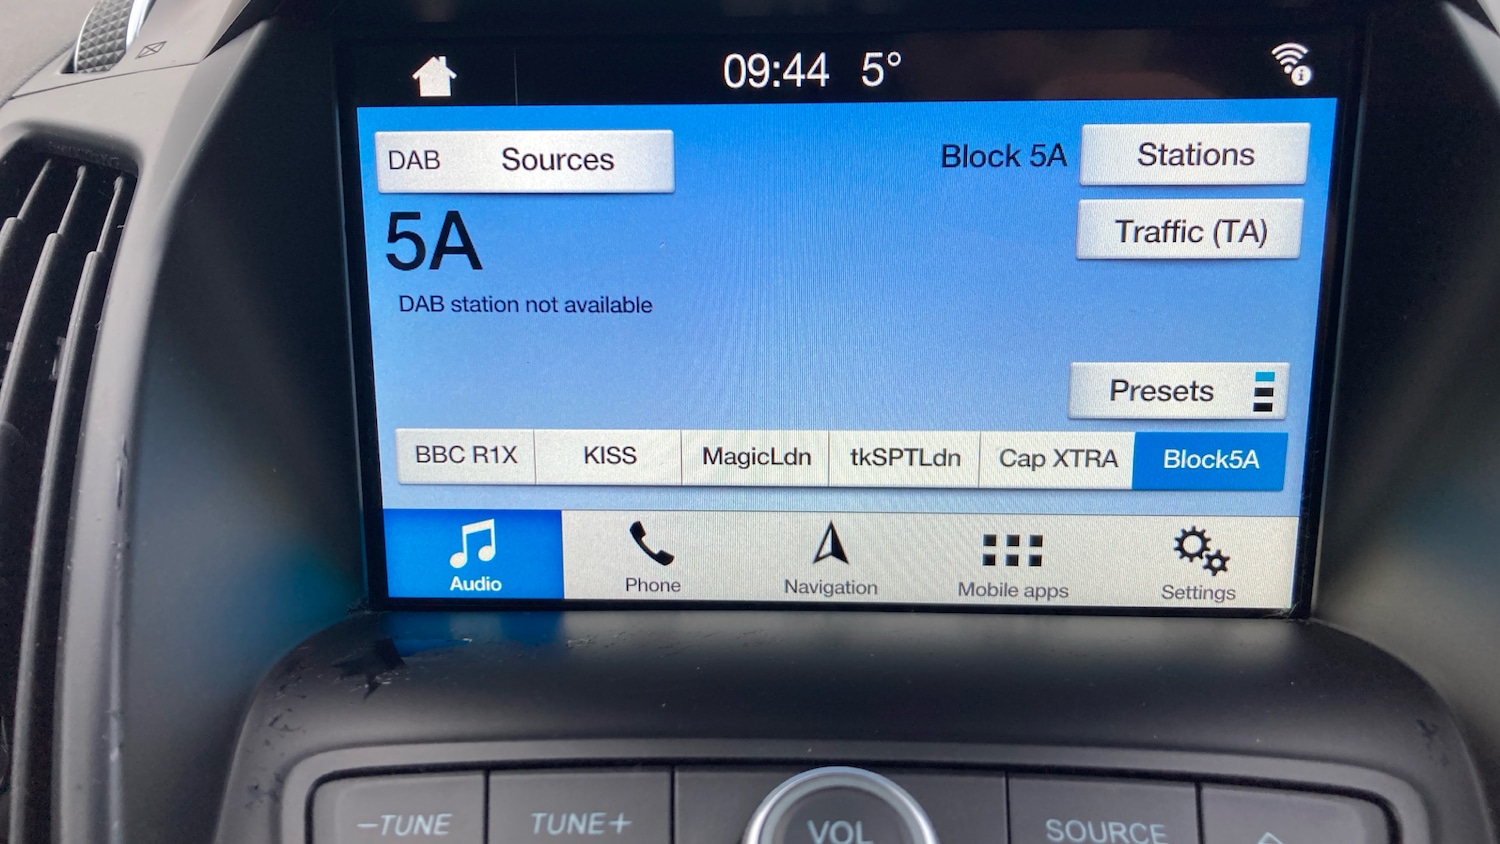 09:44 5°
DAB Sources
Block 5A Stations
5A
Traffic (TA)
DAB station not available
Presets
BBC R1X KISS MagicLdn tkSPTLdn Cap XTRA Block5A
Audio Phone Navigation Mobile apps Settings
–TUNE TUNE+ VOL SOURCE